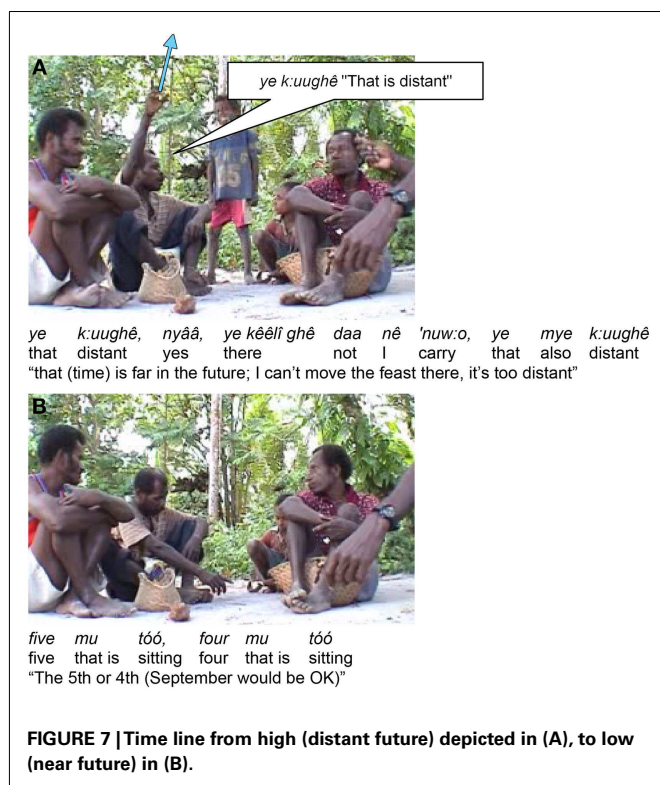 A
ye k:uughê "That is distant"
ye k:uughê, nyââ, ye kêêlî ghê daa nê 'nuw:o, ye mye k:uughê
that distant yes there not I carry that also distant
“that (time) is far in the future; I can’t move the feast there, it’s too distant”
B
five mu tóó, four mu tóó
five that is sitting four that is sitting
“The 5th or 4th (September would be OK)”
FIGURE 7 | Time line from high (distant future) depicted in (A), to low
(near future) in (B).